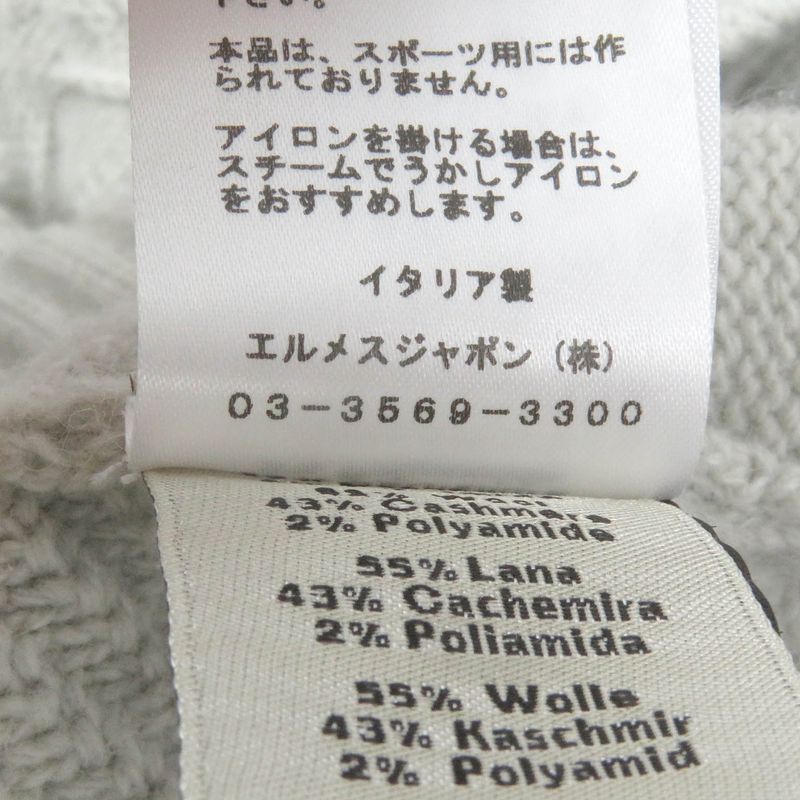 下さい。
本品は、スポーツ用には作
られておりません。
アイロンを掛ける場合は、
スチームでうかしアイロン
をおすすめします。
イタリア製
エルメスジャポン（株）
03-3569-3300
43% Cashmere
2% Polyamide
55% Lana
43% Cachemira
2% Poliamida
55% Wolle
43% Kaschmir
2% Polyamid